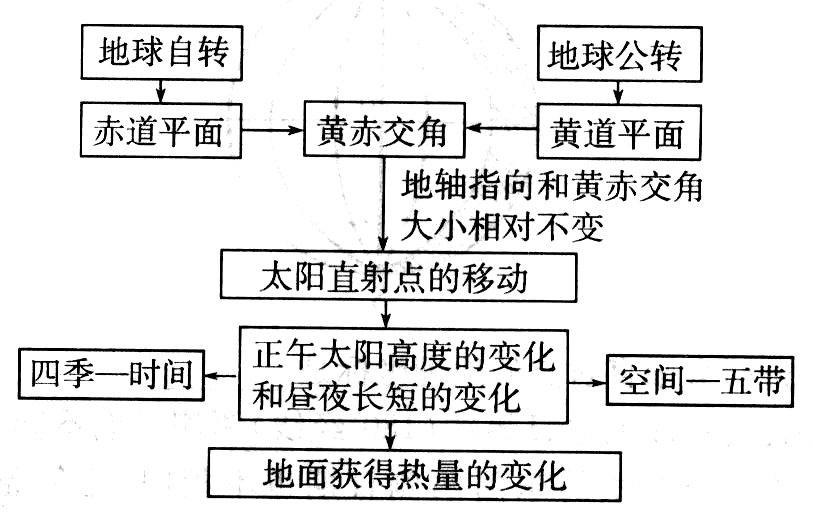 地球自转
地球公转
赤道平面
黄赤交角
黄道平面
地轴指向和黄赤交角
大小相对不变
太阳直射点的移动
正午太阳高度的变化
和昼夜长短的变化
四季—时间
空间—五带
地面获得热量的变化